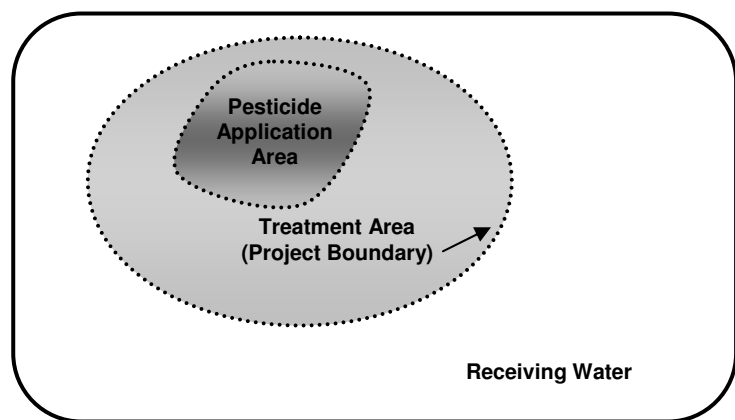 Pesticide
Application
Area
Treatment Area
(Project Boundary)
Receiving Water